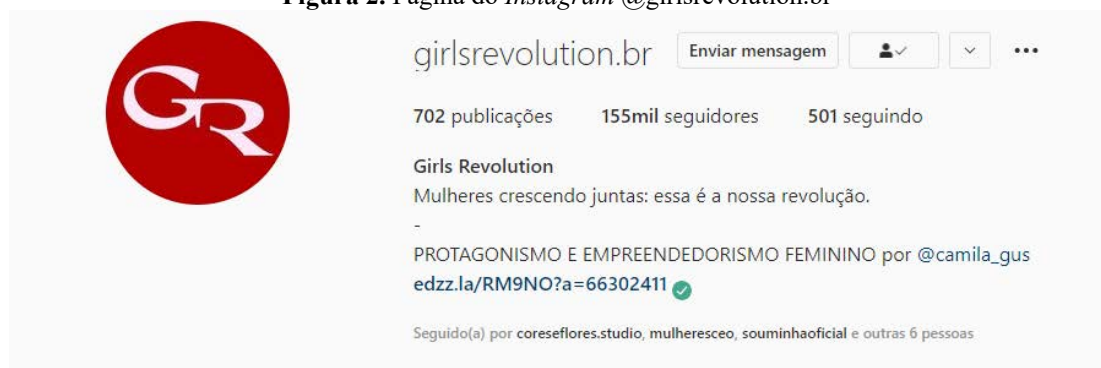 Figura 2. Página do Instagram @girlsrevolution.br
GR
girlsrevolution.br Enviar mensagem
702 publicações 155mil seguidores 501 seguindo
Girls Revolution
Mulheres crescendo juntas: essa é a nossa revolução.
-
PROTAGONISMO E EMPREENDEDORISMO FEMININO por @camila_gus
edzz.la/RM9NO?a=66302411
Seguido(a) por coreseflores.studio, mulheresceo, souminhaoficial e outras 6 pessoas